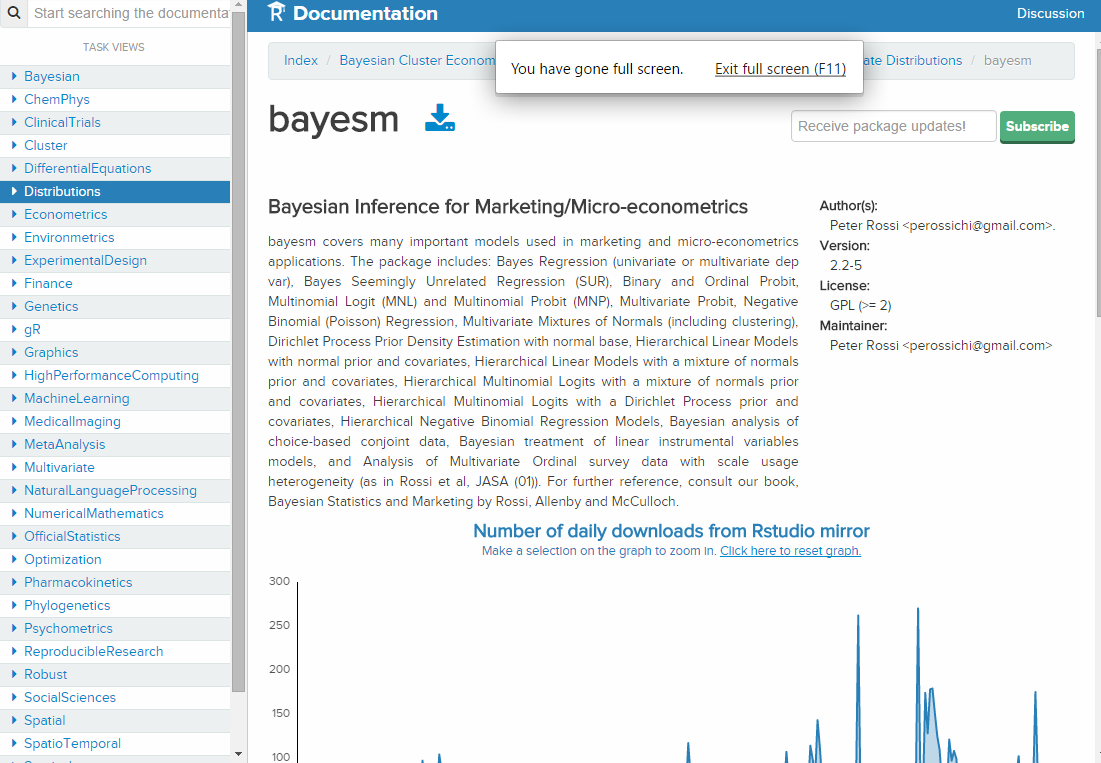 Start searching the documenta
TASK VIEWS
Bayesian
ChemPhys
ClinicalTrials
Cluster
DifferentialEquations
Distributions
Econometrics
Environmetrics
ExperimentalDesign
Finance
Genetics
gR
Graphics
HighPerformanceComputing
MachineLearning
MedicalImaging
MetaAnalysis
Multivariate
NaturalLanguageProcessing
NumericalMathematics
OfficialStatistics
Optimization
Pharmacokinetics
Phylogenetics
Psychometrics
ReproducibleResearch
Robust
SocialSciences
Spatial
SpatioTemporal
R Documentation
Discussion
Index / Bayesian Cluster Econom
ate Distributions / bayesm
You have gone full screen. Exit full screen (F11)
bayesm
Receive package updates! Subscribe
Bayesian Inference for Marketing/Micro-econometrics
bayesm covers many important models used in marketing and micro-econometrics
applications. The package includes: Bayes Regression (univariate or multivariate dep
var), Bayes Seemingly Unrelated Regression (SUR), Binary and Ordinal Probit,
Multinomial Logit (MNL) and Multinomial Probit (MNP), Multivariate Probit, Negative
Binomial (Poisson) Regression, Multivariate Mixtures of Normals (including clustering),
Dirichlet Process Prior Density Estimation with normal base, Hierarchical Linear Models
with normal prior and covariates, Hierarchical Linear Models with a mixture of normals
prior and covariates, Hierarchical Multinomial Logits with a mixture of normals prior
and covariates, Hierarchical Multinomial Logits with a Dirichlet Process prior and
covariates, Hierarchical Negative Binomial Regression Models, Bayesian analysis of
choice-based conjoint data, Bayesian treatment of linear instrumental variables
models, and Analysis of Multivariate Ordinal survey data with scale usage
heterogeneity (as in Rossi et al, JASA (01)). For further reference, consult our book,
Bayesian Statistics and Marketing by Rossi, Allenby and McCulloch.
Author(s):
Peter Rossi <perossichi@gmail.com>.
Version:
2.2-5
License:
GPL (>= 2)
Maintainer:
Peter Rossi <perossichi@gmail.com>
Number of daily downloads from Rstudio mirror
Make a selection on the graph to zoom in. Click here to reset graph.
300
250
200
150
100